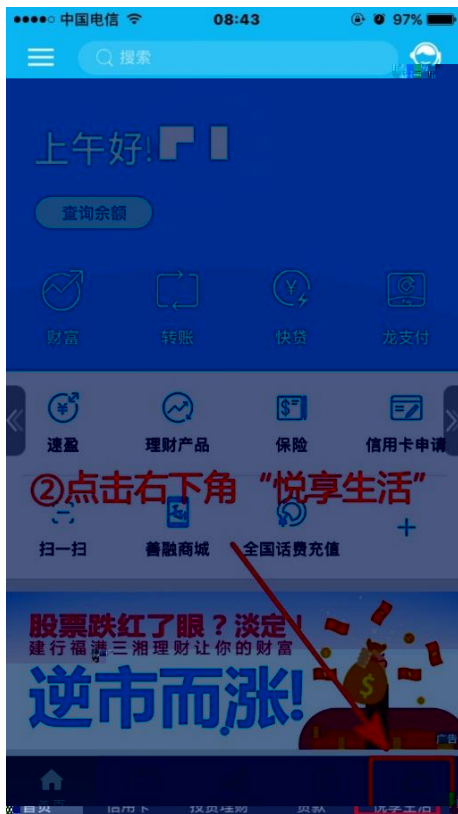 中国电信 08:43 97%
搜索
上午好!
查询余额
财富 转账 快贷 龙支付
速盈 理财产品 保险 信用卡申请
②点击右下角“悦享生活”
扫一扫 善融商城 全国话费充值
股票跌红了眼？淡定！
建行福满三湘理财让你的财富
逆市而涨!
广告
首页 信用卡 投资理财 贷款 悦享生活